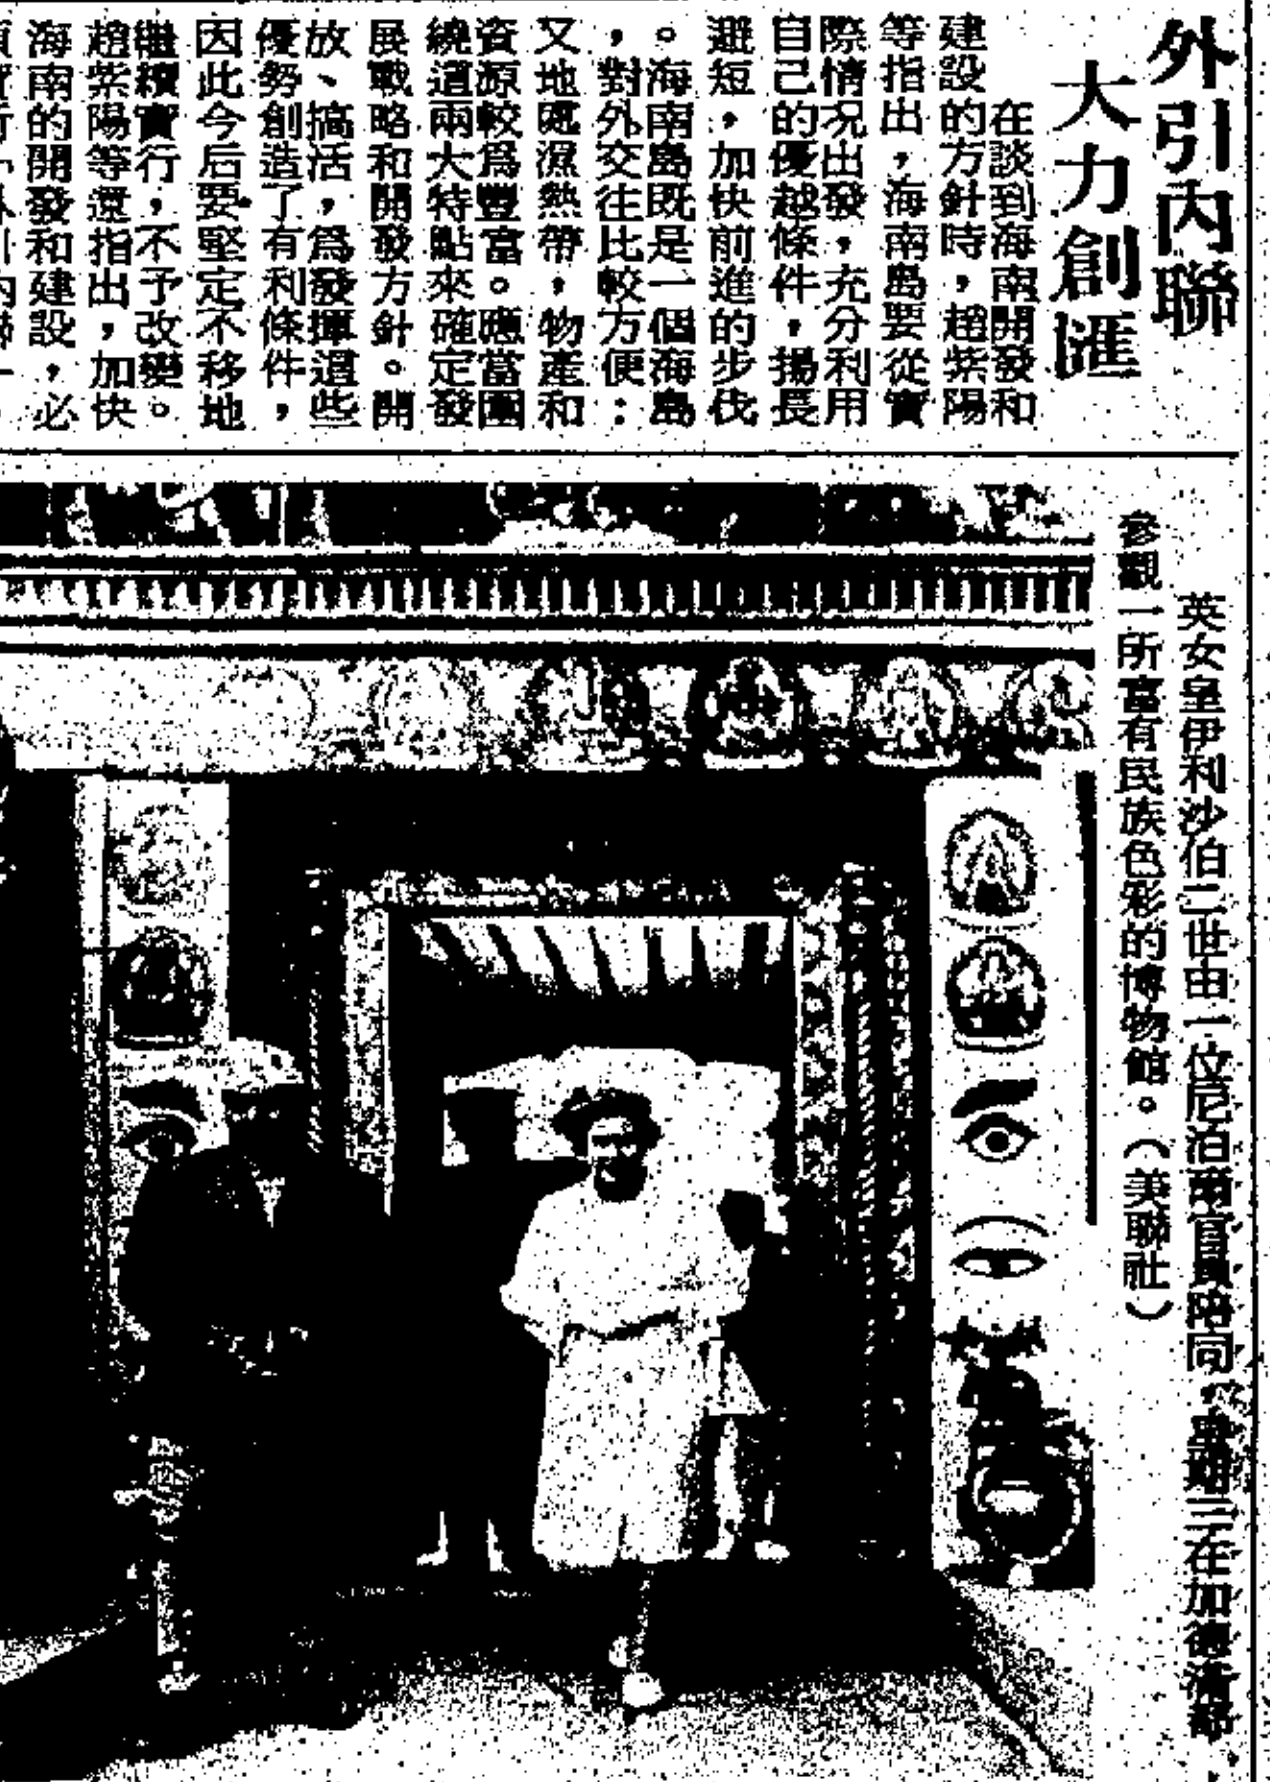 外引內聯
大力創匯
在談到海南開發和
建設的方針時，趙紫陽
等指出，海南島要從實
際情况出發，充分利用
自己的優越條件，揚長
避短，加快前進的步伐
。海南島既是一個海島
，對外交往比較方便：
又地處濕熱帶，物產和
資源較爲豐富。應當圍
繞這兩大特點來確定發
展戰略和開發方針。開
放、搞活，爲發揮這些
優勢創造了有利條件，
因此今后要堅定不移地
繼續實行，不予改變。
趙紫陽等還指出，加快
海南的開發和建設，必
英女皇伊利沙伯二世由一位尼泊爾官員陪同，星期三在加德滿都，
參觀一所富有民族色彩的博物館。（美聯社）